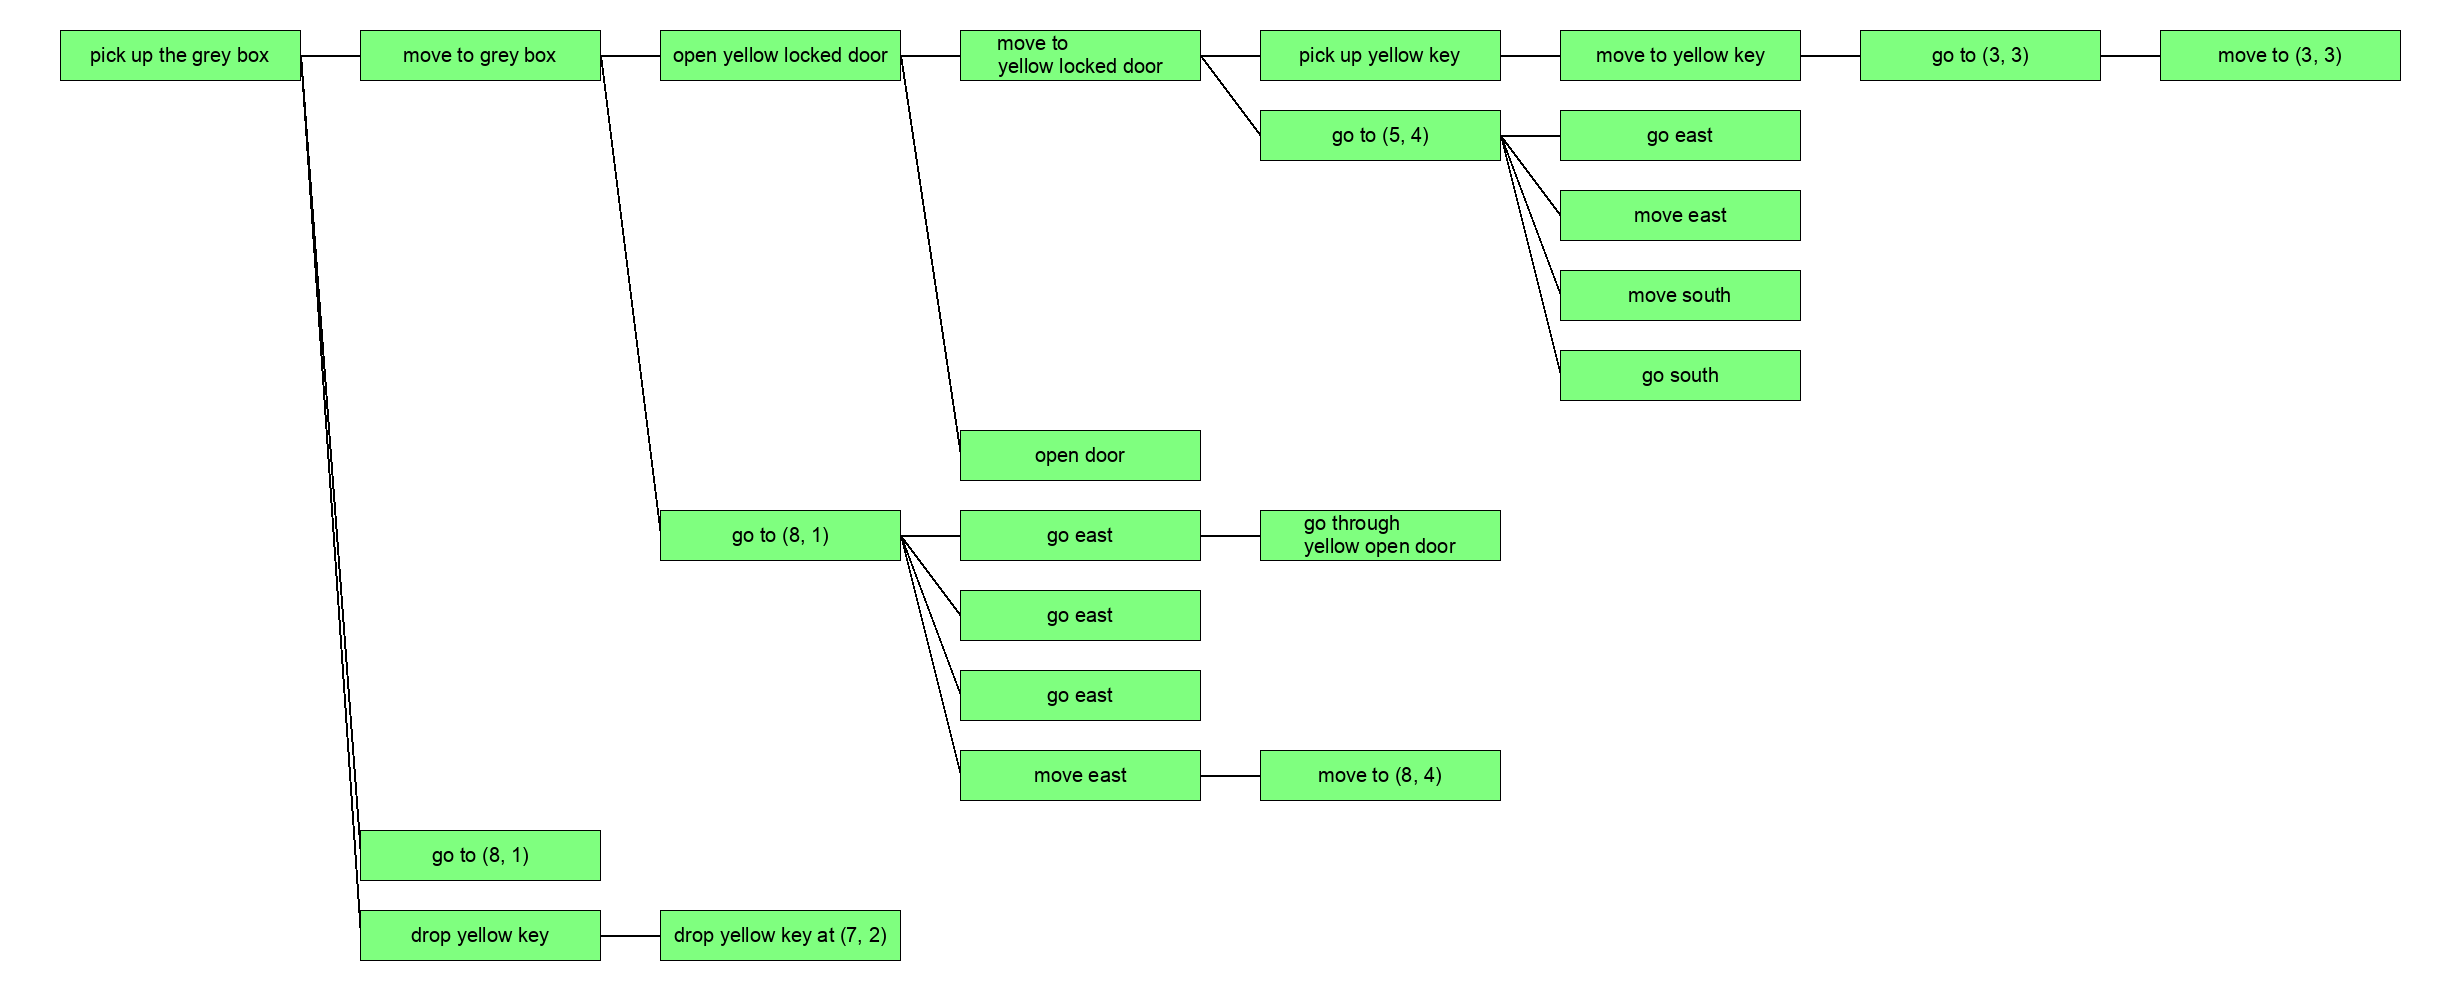 pick up the grey box
move to grey box
open yellow locked door
move to
yellow locked door
pick up yellow key
move to yellow key
go to (3, 3)
move to (3, 3)
go to (5, 4)
go east
move east
move south
go south
open door
go to (8, 1)
go east
go through
yellow open door
go east
go east
move east
move to (8, 4)
go to (8, 1)
drop yellow key
drop yellow key at (7, 2)